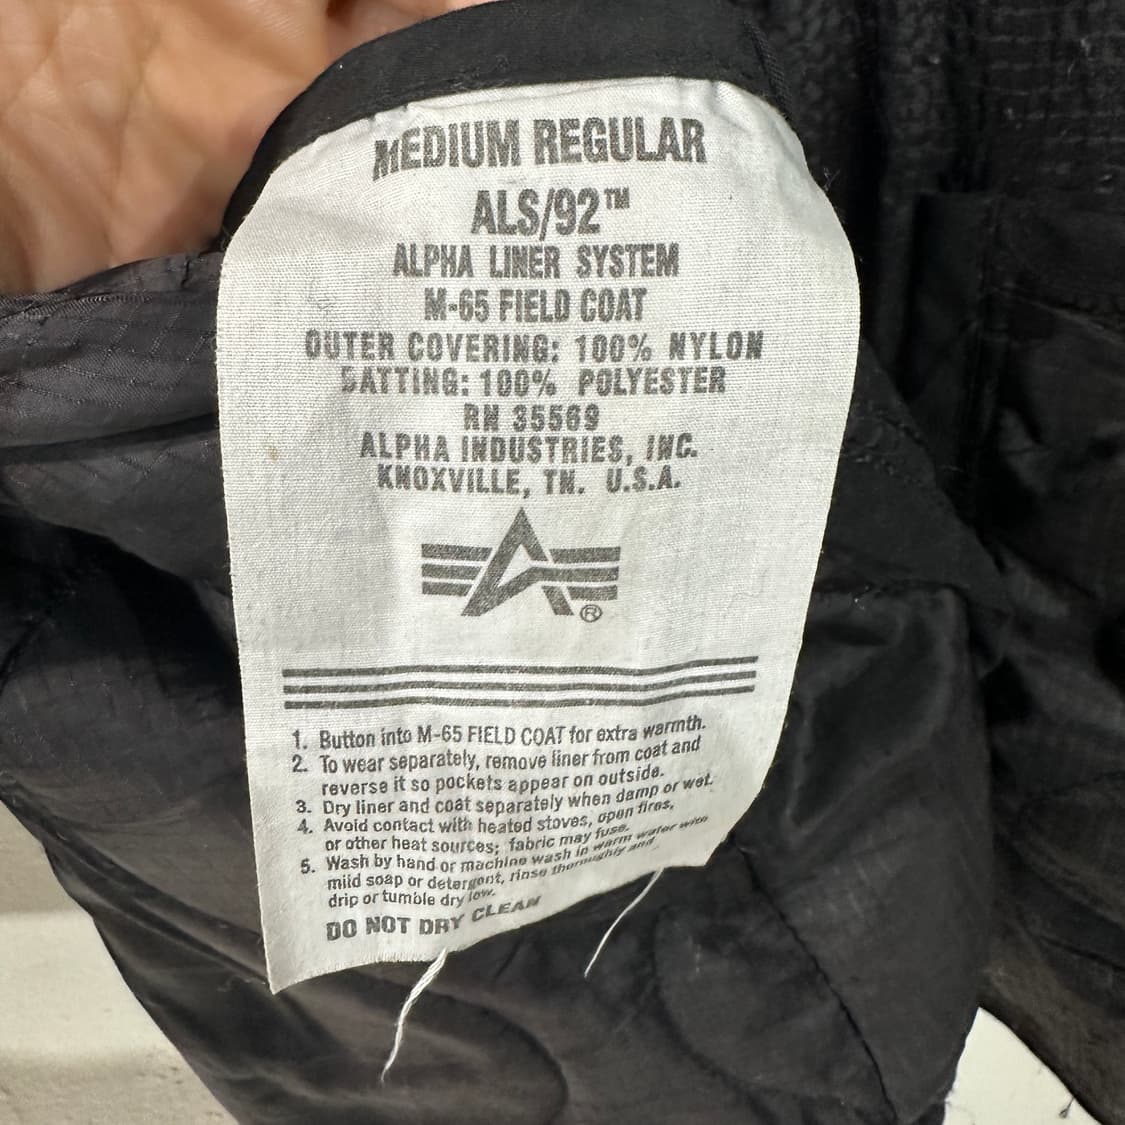 MEDIUM REGULAR
ALS/92™
ALPHA LINER SYSTEM
M-65 FIELD COAT
OUTER COVERING: 100% NYLON
BATTING: 100% POLYESTER
RN 35569
ALPHA INDUSTRIES, INC.
KNOXVILLE, TN. U.S.A.
®
1. Button into M-65 FIELD COAT for extra warmth.
2. To wear separately, remove liner from coat and
reverse it so pockets appear on outside.
3. Dry liner and coat separately when damp or wet.
4. Avoid contact with heated stoves, open fires,
or other heat sources; fabric may fuse.
5. Wash by hand or machine wash in warm water with
mild soap or detergent, rinse thoroughly and
drip or tumble dry low.
DO NOT DRY CLEAN